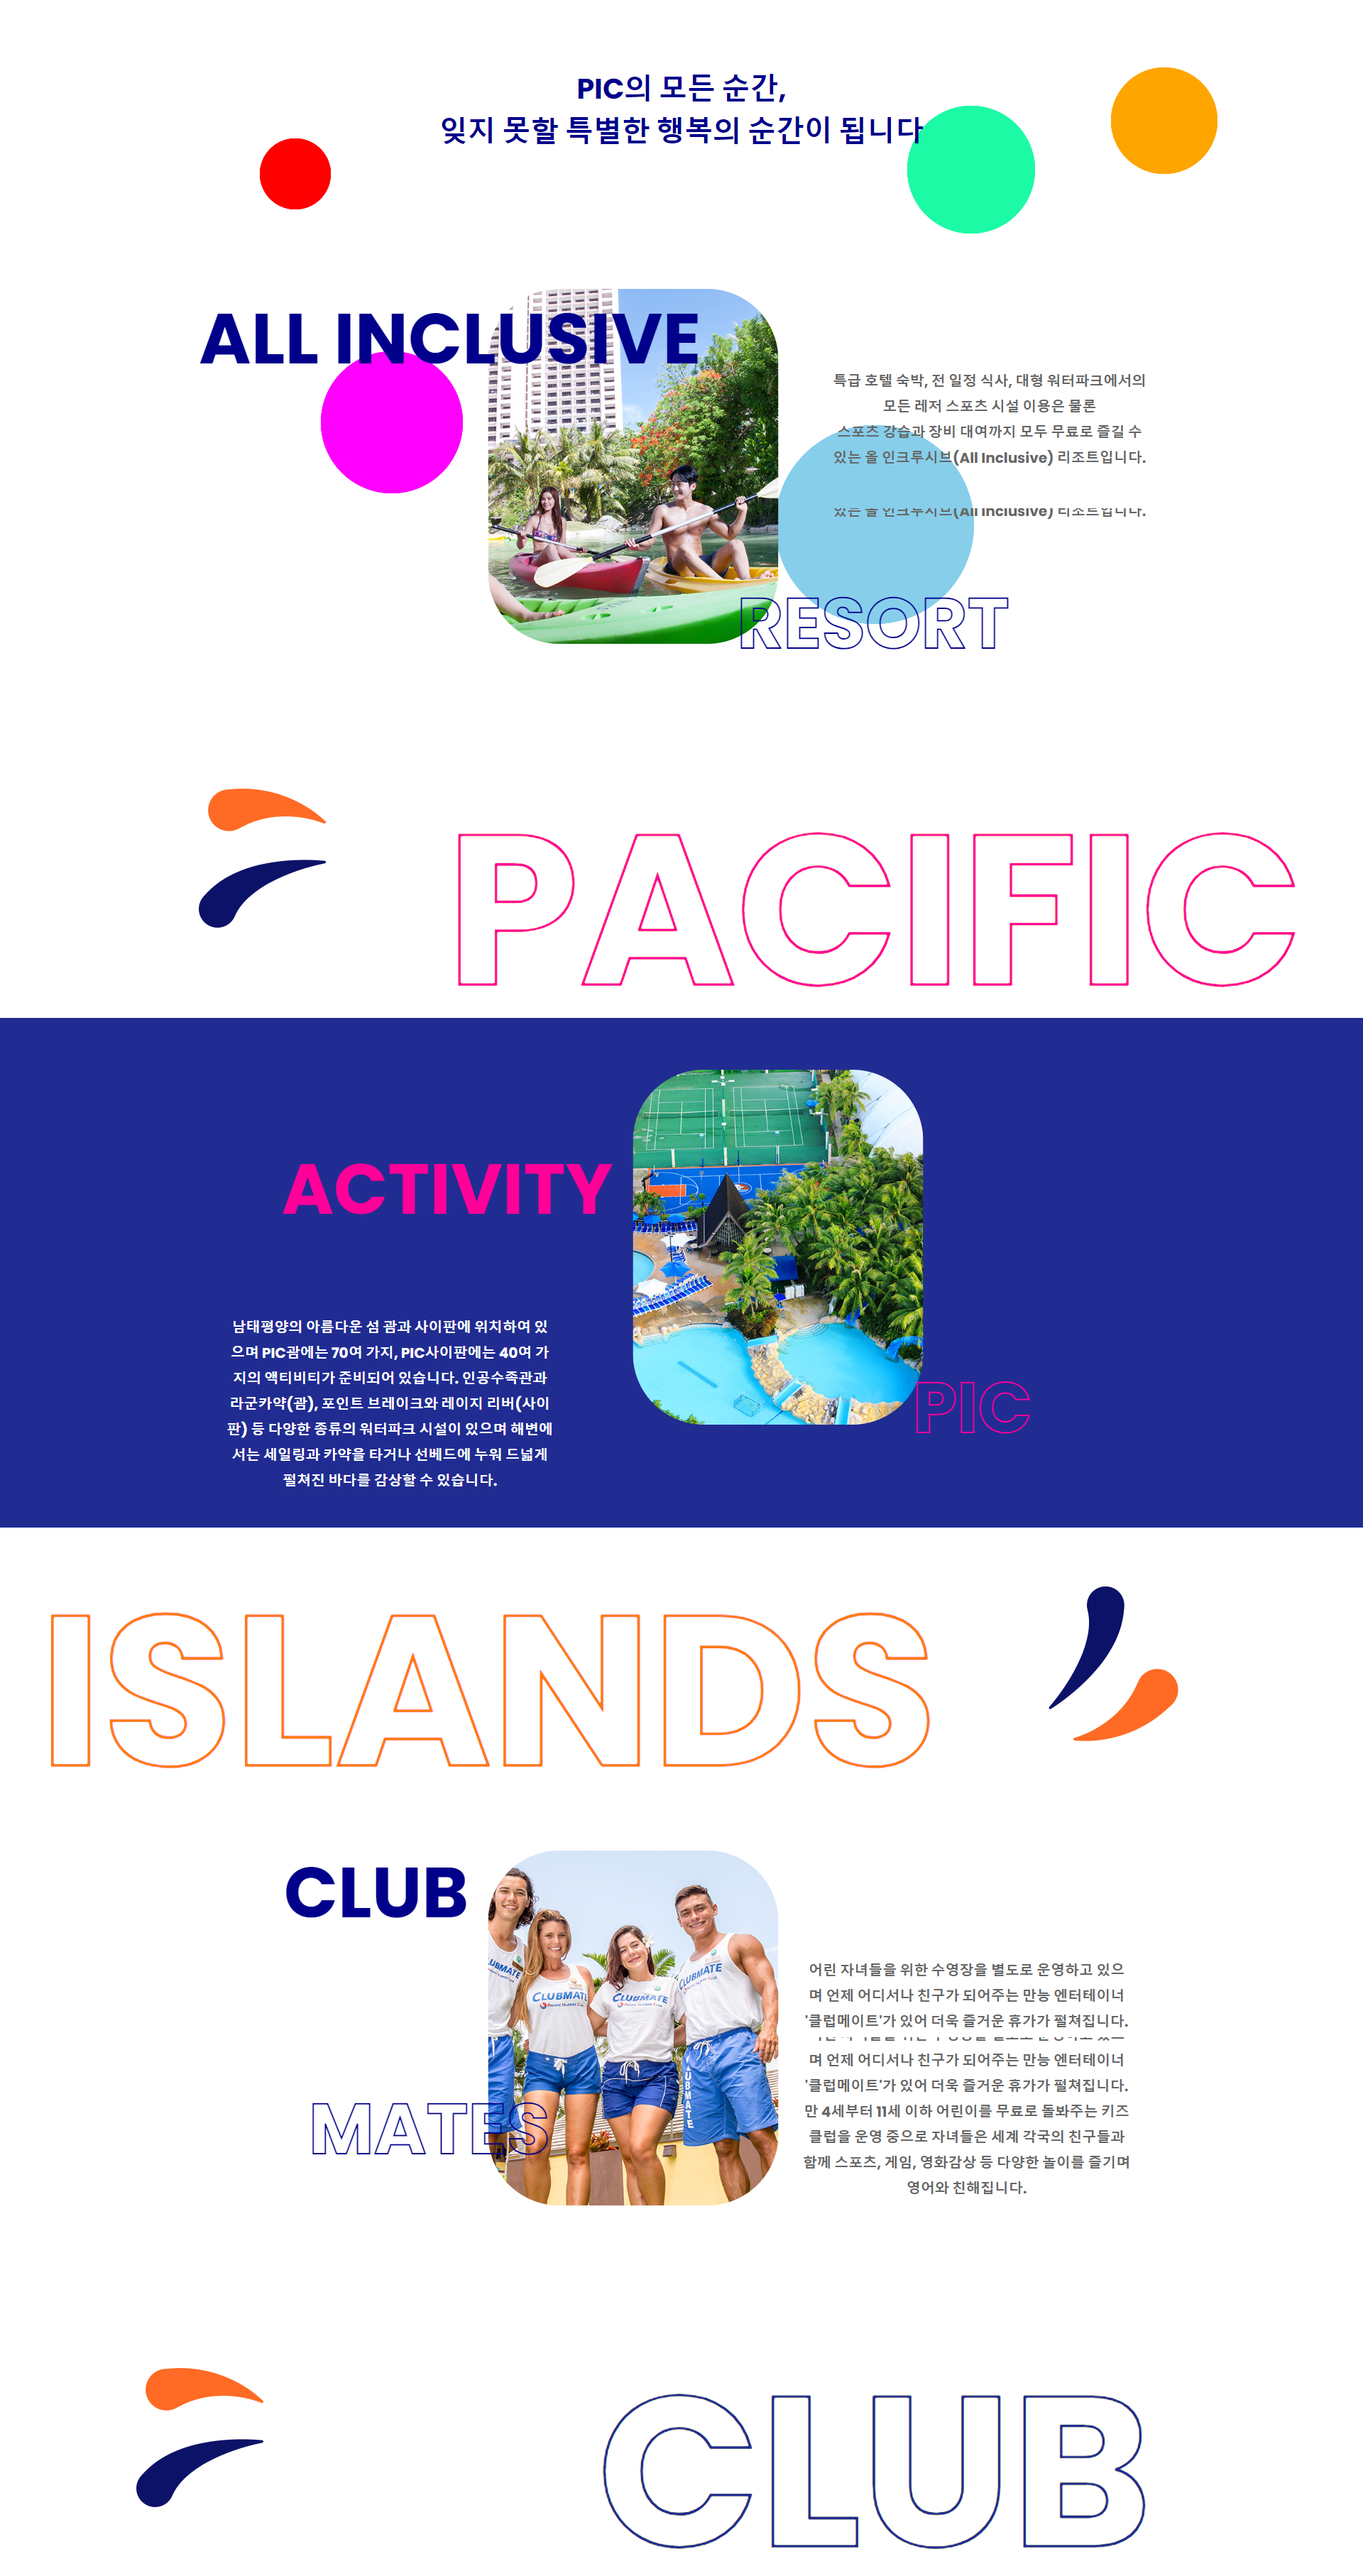 PIC의 모든 순간,
잊지 못할 특별한 행복의 순간이 됩니다
ALL INCLUSIVE
특급 호텔 숙박, 전 일정 식사, 대형 워터파크에서의
모든 레저 스포츠 시설 이용은 물론
스포츠 강습과 장비 대여까지 모두 무료로 즐길 수
있는 올 인크루시브(All Inclusive) 리조트입니다.
있는 올 인크루시브(All Inclusive) 리조트입니다.
RESORT
PACIFIC
ACTIVITY
남태평양의 아름다운 섬 괌과 사이판에 위치하여 있
으며 PIC괌에는 70여 가지, PIC사이판에는 40여 가
지의 액티비티가 준비되어 있습니다. 인공수족관과
라군카약(괌), 포인트 브레이크와 레이지 리버(사이
판) 등 다양한 종류의 워터파크 시설이 있으며 해변에
서는 세일링과 카약을 타거나 선베드에 누워 드넓게
펼쳐진 바다를 감상할 수 있습니다.
PIC
ISLANDS
CLUB
CLUBMATE
CLUBMATE
CLUBMATE
어린 자녀들을 위한 수영장을 별도로 운영하고 있으
며 언제 어디서나 친구가 되어주는 만능 엔터테이너
'클럽메이트'가 있어 더욱 즐거운 휴가가 펼쳐집니다.
며 언제 어디서나 친구가 되어주는 만능 엔터테이너
'클럽메이트'가 있어 더욱 즐거운 휴가가 펼쳐집니다.
만 4세부터 11세 이하 어린이를 무료로 돌봐주는 키즈
클럽을 운영 중으로 자녀들은 세계 각국의 친구들과
함께 스포츠, 게임, 영화감상 등 다양한 놀이를 즐기며
영어와 친해집니다.
MATES
CLUB